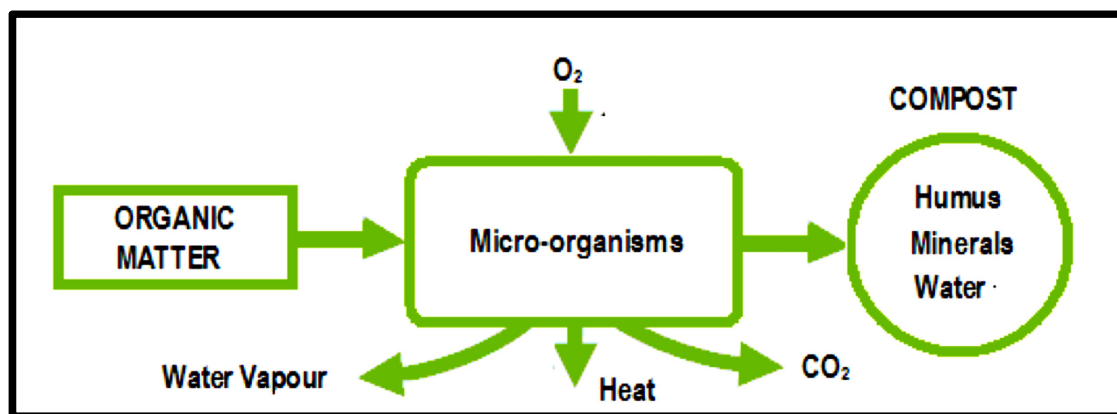 O₂
COMPOST
ORGANIC
MATTER
Micro-organisms
Humus
Minerals
Water
Water Vapour
Heat
CO₂